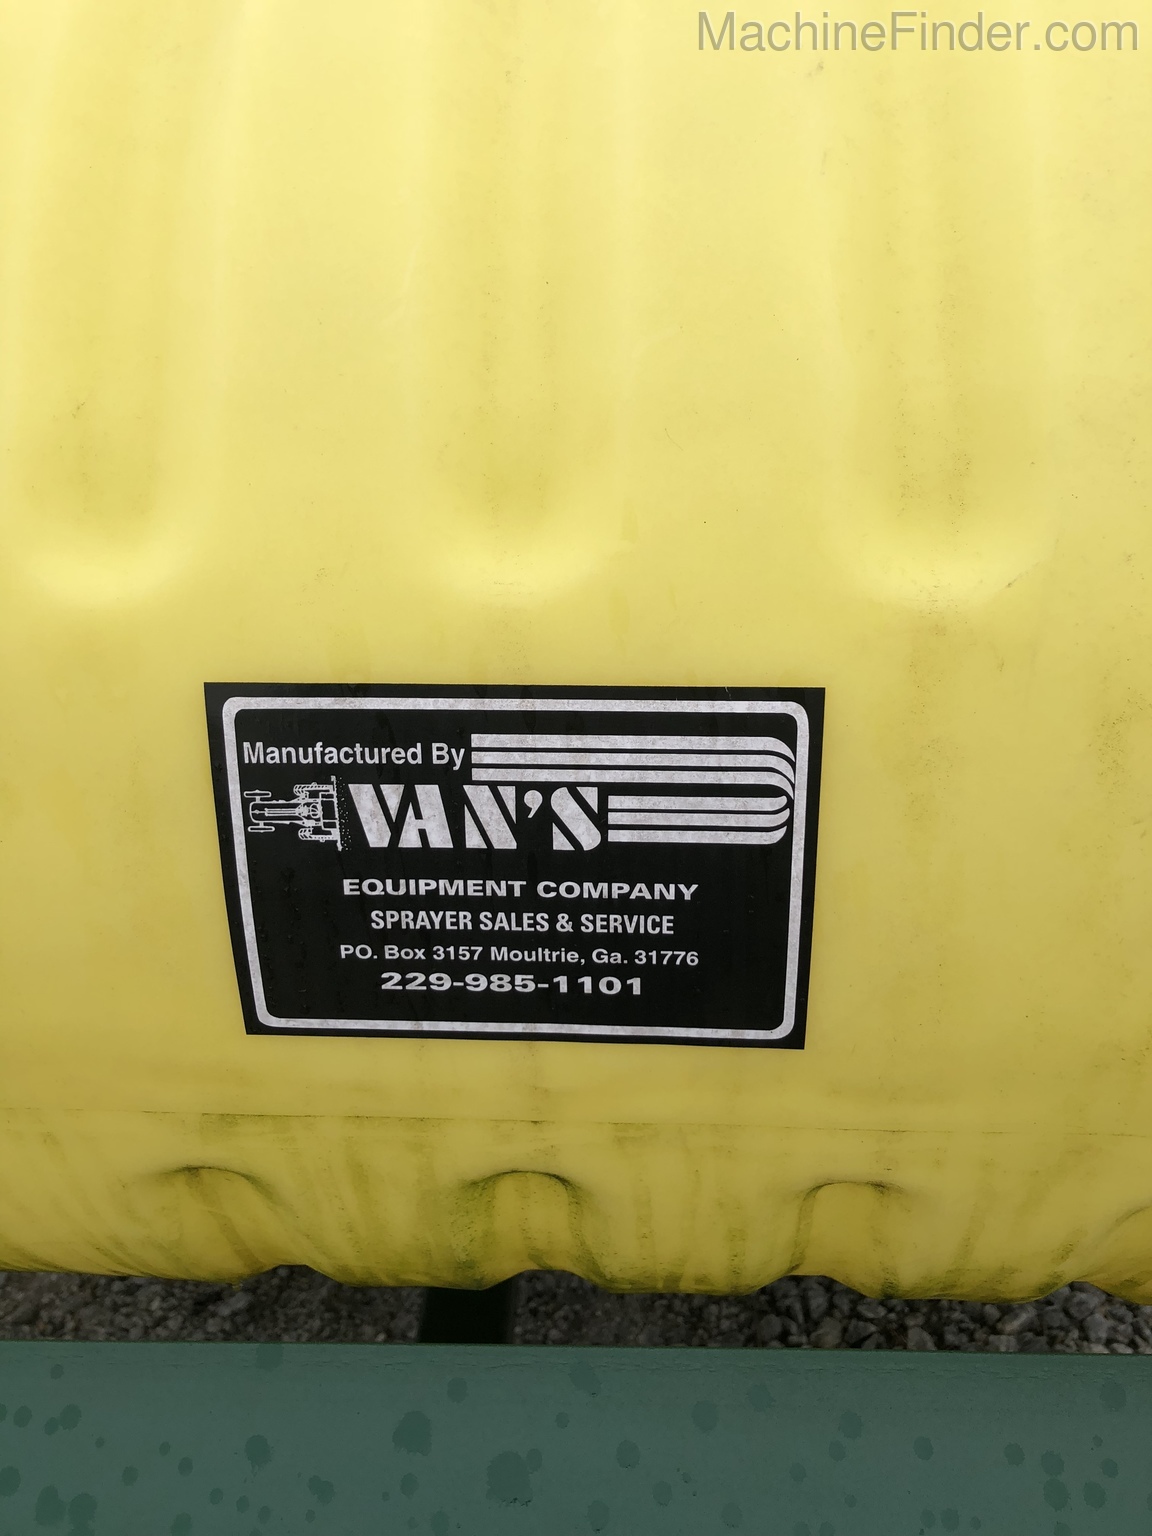 MachineFinder.com
Manufactured By
VAN'S
EQUIPMENT COMPANY
SPRAYER SALES & SERVICE
PO. Box 3157 Moultrie, Ga. 31776
229-985-1101